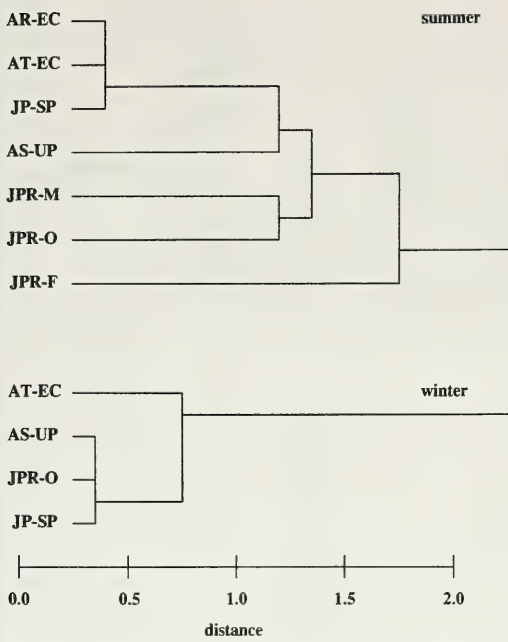 AR-EC
summer
AT-EC
JP-SP
AS-UP
JPR-M
JPR-O
JPR-F
AT-EC
winter
AS-UP
JPR-O
JP-SP
0.0 0.5 1.0 1.5 2.0
distance